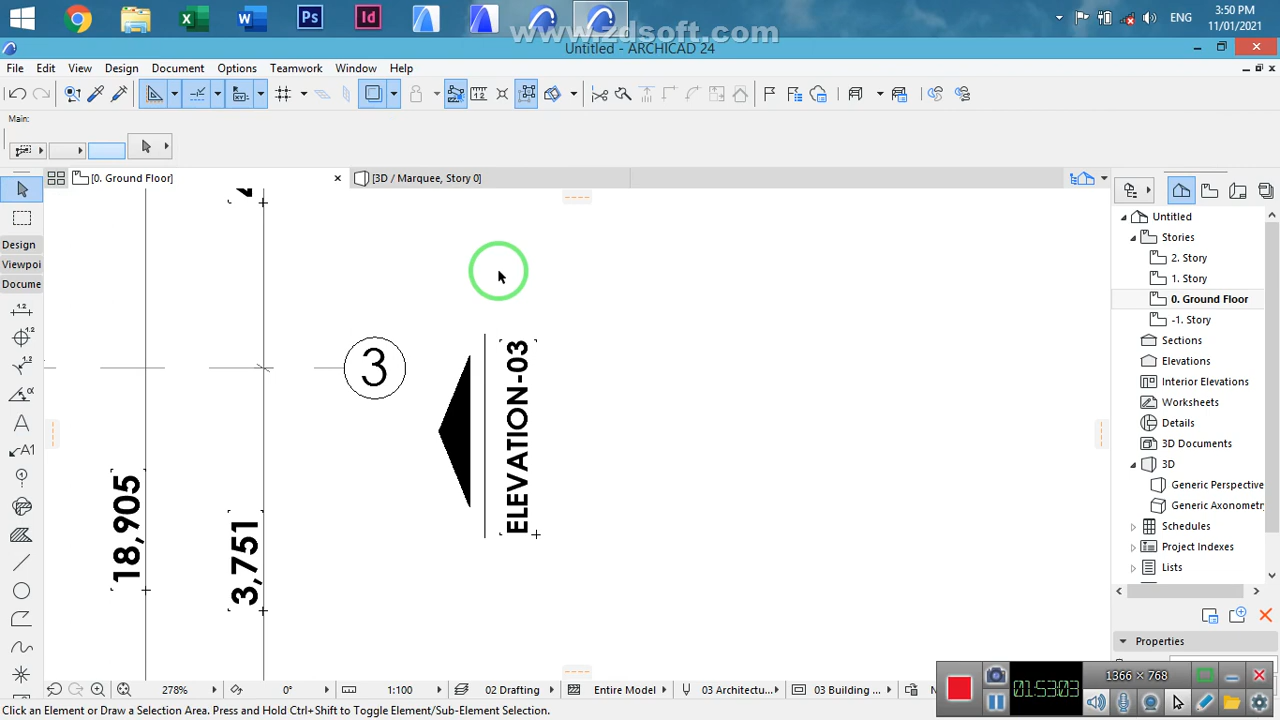 www.zdsoft.com
ENG
3:50 PM
11/01/2021
Untitled - ARCHICAD 24
File Edit View Design Document Options Teamwork Window Help
Main:
[0. Ground Floor]
[3D / Marquee, Story 0]
Design
Viewpoi
Docume
1.2
A1
3
ELEVATION-03
18,905
3,751
Untitled
Stories
2. Story
1. Story
0. Ground Floor
-1. Story
Sections
Elevations
Interior Elevations
Worksheets
Details
3D Documents
3D
Generic Perspective
Generic Axonometr
Schedules
Project Indexes
Lists
Properties
278%
0°
1:100
02 Drafting
Entire Model
03 Architectu...
03 Building ...
Click an Element or Draw a Selection Area. Press and Hold Ctrl+Shift to Toggle Element/Sub-Element Selection.
01:53:03
1366 × 768